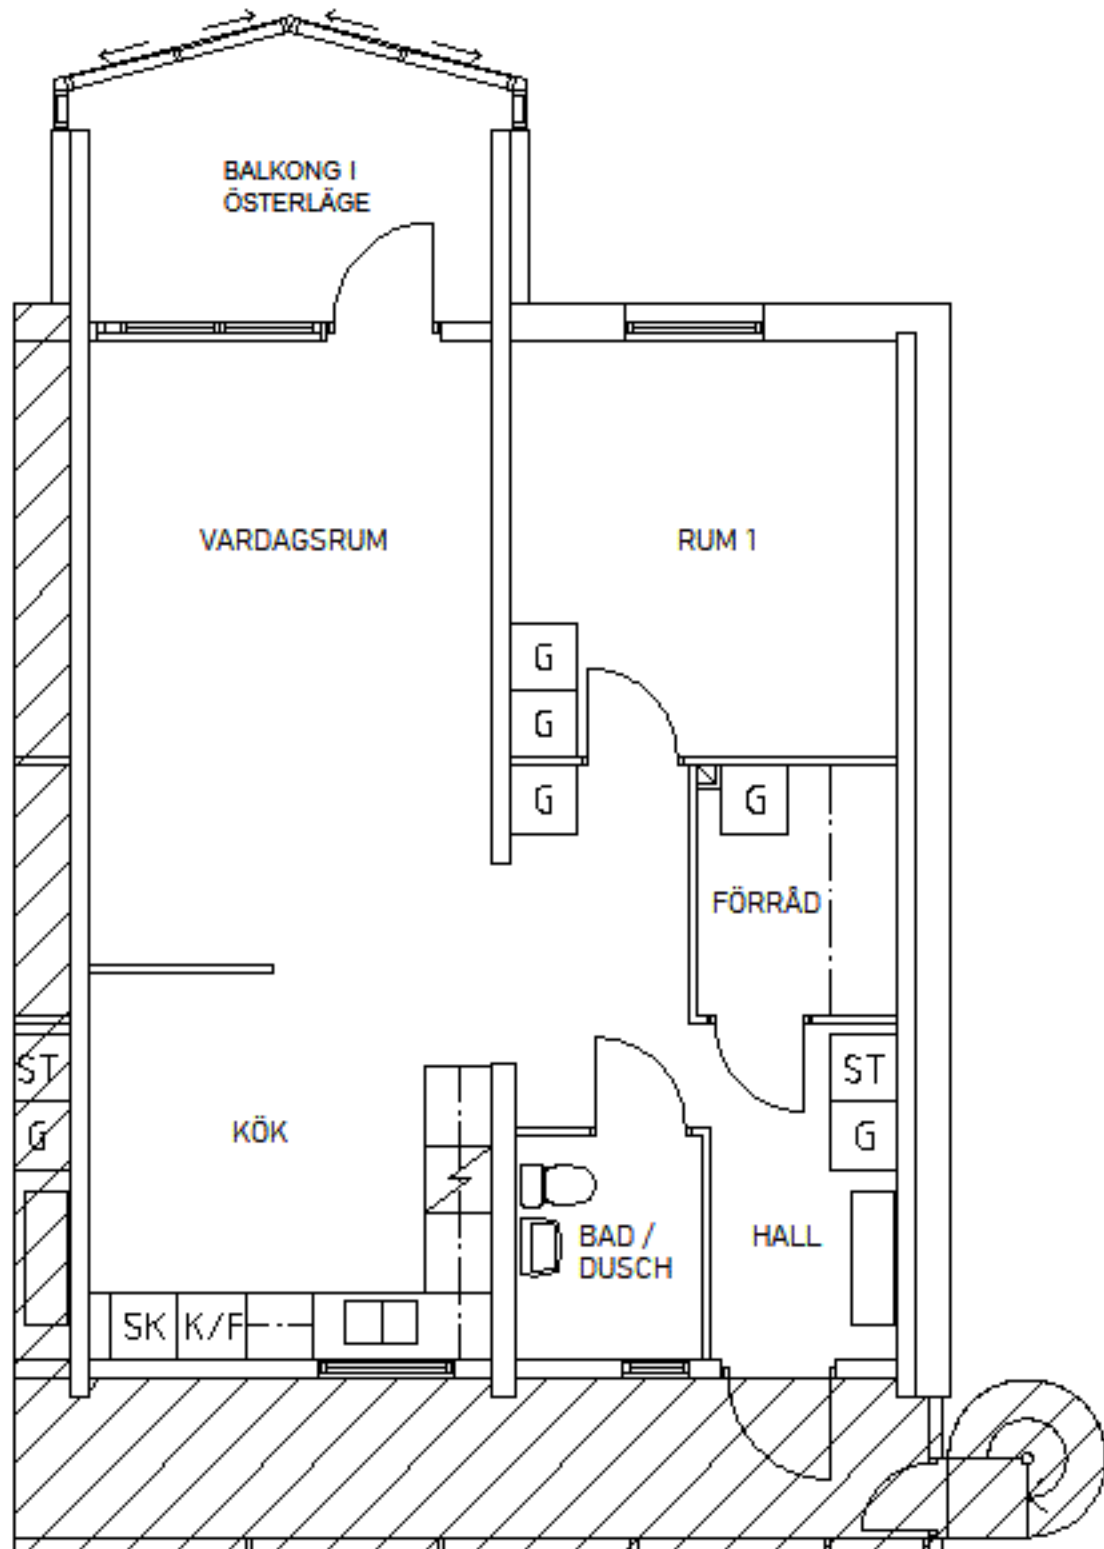 BALKONG I
ÖSTERLÄGE
VARDAGSRUM
RUM 1
G
G
G
G
FÖRRÅD
ST
G
KÖK
ST
G
BAD /
DUSCH
HALL
SK
K/F